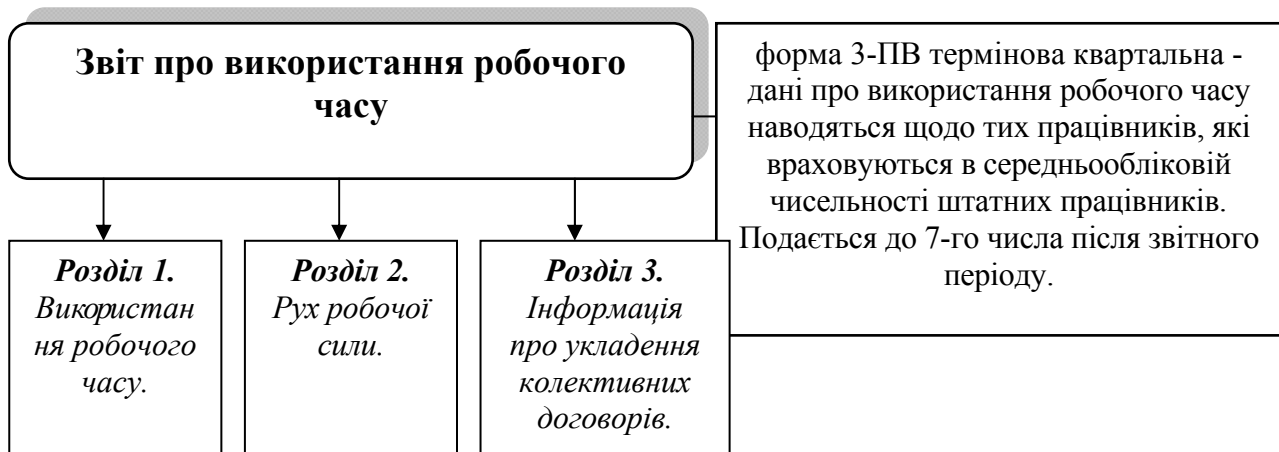 Звіт про використання робочого
часу
форма 3-ПВ термінова квартальна -
дані про використання робочого часу
наводяться щодо тих працівників, які
враховуються в середньообліковій
чисельності штатних працівників.
Подається до 7-го числа після звітного
періоду.
Розділ 1.
Використан
ня робочого
часу.
Розділ 2.
Рух робочої
сили.
Розділ 3.
Інформація
про укладення
колективних
договорів.